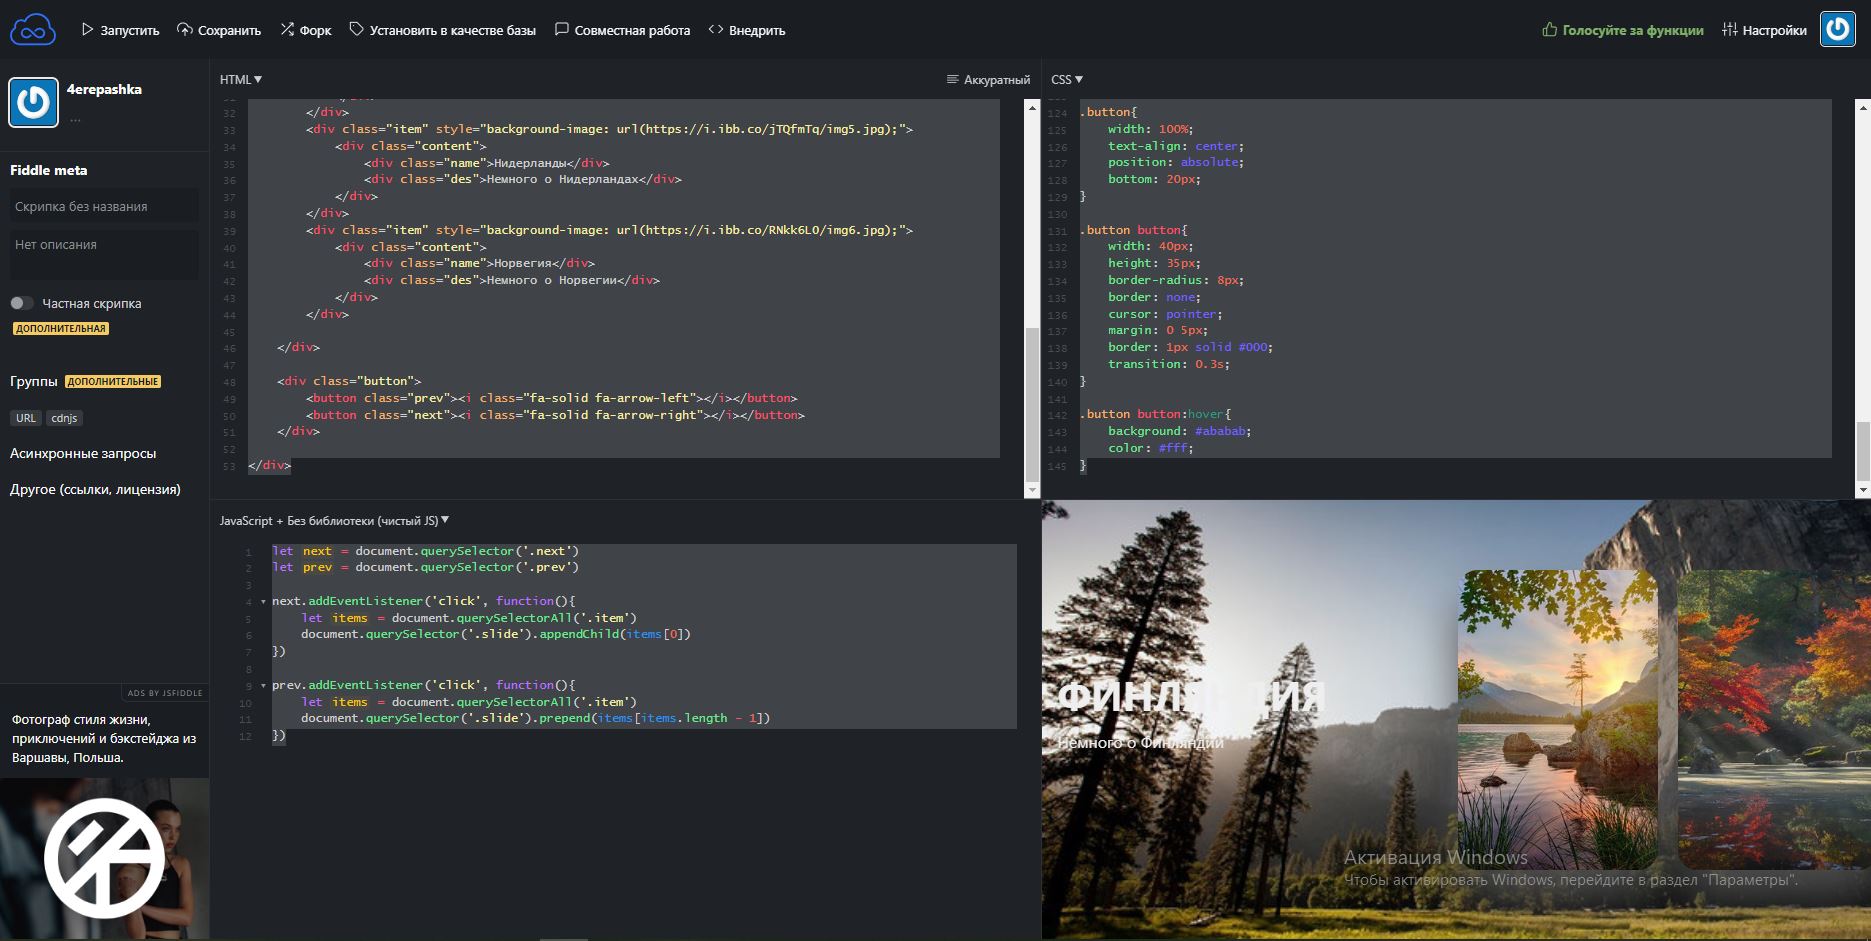 Запустить
Сохранить
Форк
Установить в качестве базы
Совместная работа
Внедрить
Голосуйте за функции
Настройки
4erepashka
...
Fiddle meta
Скрипка без названия
Нет описания
Частная скрипка
ДОПОЛНИТЕЛЬНАЯ
Группы ДОПОЛНИТЕЛЬНЫЕ
URL cdnjs
Асинхронные запросы
Другое (ссылки, лицензия)
ADS BY JSFIDDLE
Фотограф стиля жизни,
приключений и бэкстейджа из
Варшавы, Польша.
HTML ▼
Аккуратный
32 </div>
33 <div class="item" style="background-image: url(https://i.ibb.co/jTQfmTq/img5.jpg);">
34 <div class="content">
35 <div class="name">Нидерланды</div>
36 <div class="des">Немного о Нидерландах</div>
37 </div>
38 </div>
39 <div class="item" style="background-image: url(https://i.ibb.co/RNkk6L0/img6.jpg);">
40 <div class="content">
41 <div class="name">Норвегия</div>
42 <div class="des">Немного о Норвегии</div>
43 </div>
44 </div>
45
46 </div>
47
48 <div class="button">
49 <button class="prev"><i class="fa-solid fa-arrow-left"></i></button>
50 <button class="next"><i class="fa-solid fa-arrow-right"></i></button>
51 </div>
52
53 </div>
CSS ▼
124 .button{
125 width: 100%;
126 text-align: center;
127 position: absolute;
128 bottom: 20px;
129 }
130
131 .button button{
132 width: 40px;
133 height: 35px;
134 border-radius: 8px;
135 border: none;
136 cursor: pointer;
137 margin: 0 5px;
138 border: 1px solid #000;
139 transition: 0.3s;
140 }
141
142 .button button:hover{
143 background: #ababab;
144 color: #fff;
145 }
JavaScript + Без библиотеки (чистый JS) ▼
1 let next = document.querySelector('.next')
2 let prev = document.querySelector('.prev')
3
4 next.addEventListener('click', function(){
5 let items = document.querySelectorAll('.item')
6 document.querySelector('.slide').appendChild(items[0])
7 })
8
9 prev.addEventListener('click', function(){
10 let items = document.querySelectorAll('.item')
11 document.querySelector('.slide').prepend(items[items.length - 1])
12 })
ФИНЛЯНДИЯ
Немного о Финляндии
Активация Windows
Чтобы активировать Windows, перейдите в раздел "Параметры".